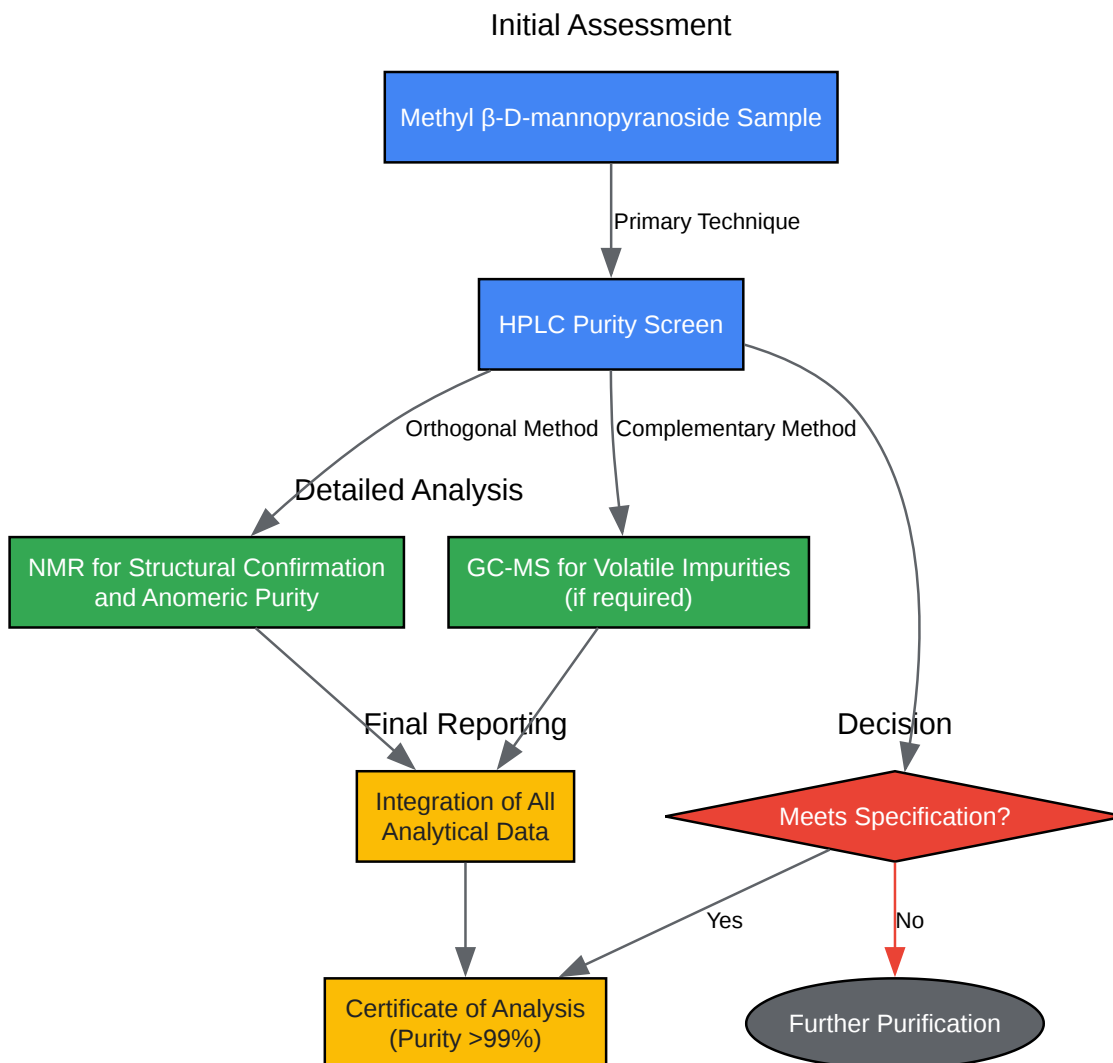 Initial Assessment
Methyl β-D-mannopyranoside Sample
Primary Technique
HPLC Purity Screen
Orthogonal Method
Complementary Method
Detailed Analysis
NMR for Structural Confirmation
and Anomeric Purity
GC-MS for Volatile Impurities
(if required)
Final Reporting
Decision
Integration of All
Analytical Data
Meets Specification?
Yes
No
Certificate of Analysis
(Purity >99%)
Further Purification